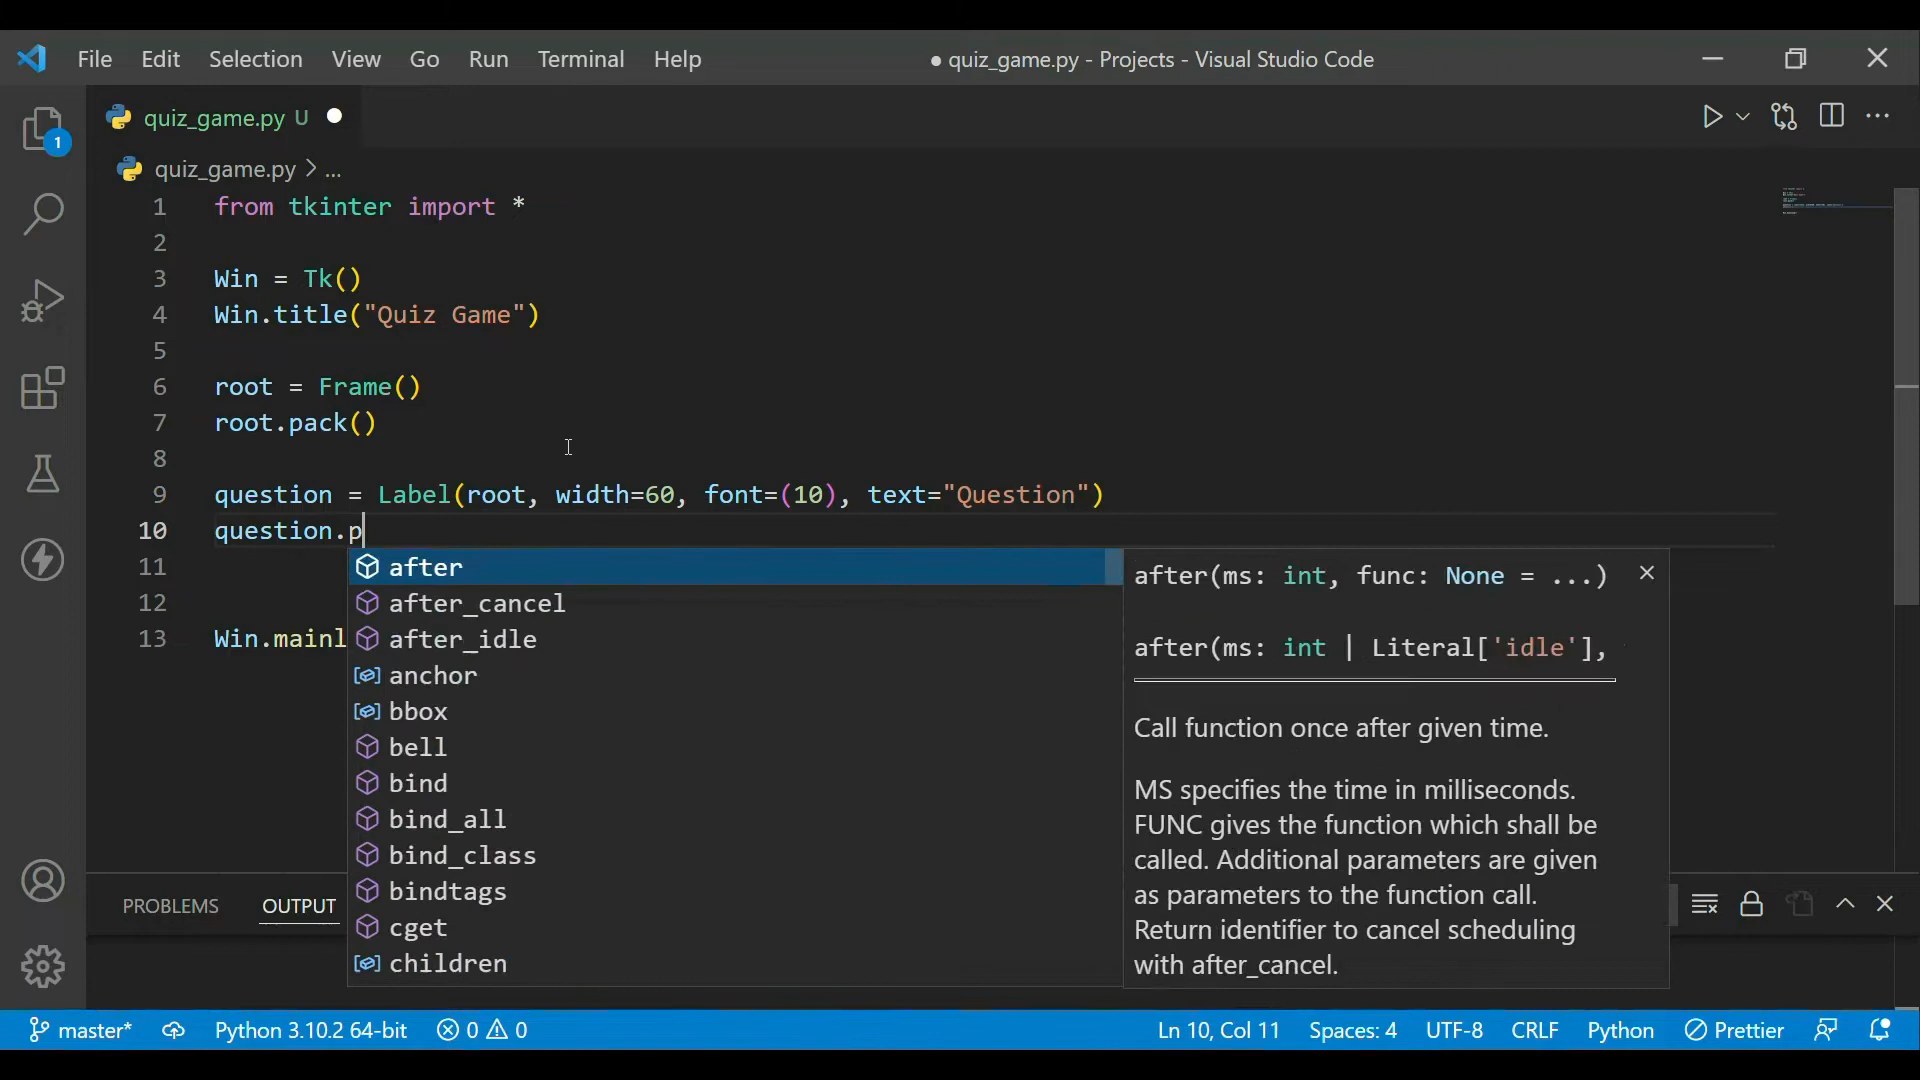 File Edit Selection View Go Run Terminal Help
● quiz_game.py - Projects - Visual Studio Code
quiz_game.py U
1
quiz_game.py > ...
1 from tkinter import *
2
3 Win = Tk()
4 Win.title("Quiz Game")
5
6 root = Frame()
7 root.pack()
8
9 question = Label(root, width=60, font=(10), text="Question")
10 question.p
11
12
13 Win.mainl
after
after_cancel
after_idle
anchor
bbox
bell
bind
bind_all
bind_class
bindtags
cget
children
after(ms: int, func: None = ...)
after(ms: int | Literal['idle'],
Call function once after given time.
MS specifies the time in milliseconds.
FUNC gives the function which shall be
called. Additional parameters are given
as parameters to the function call.
Return identifier to cancel scheduling
with after_cancel.
PROBLEMS OUTPUT
master* Python 3.10.2 64-bit 0 0 Ln 10, Col 11 Spaces: 4 UTF-8 CRLF Python Prettier